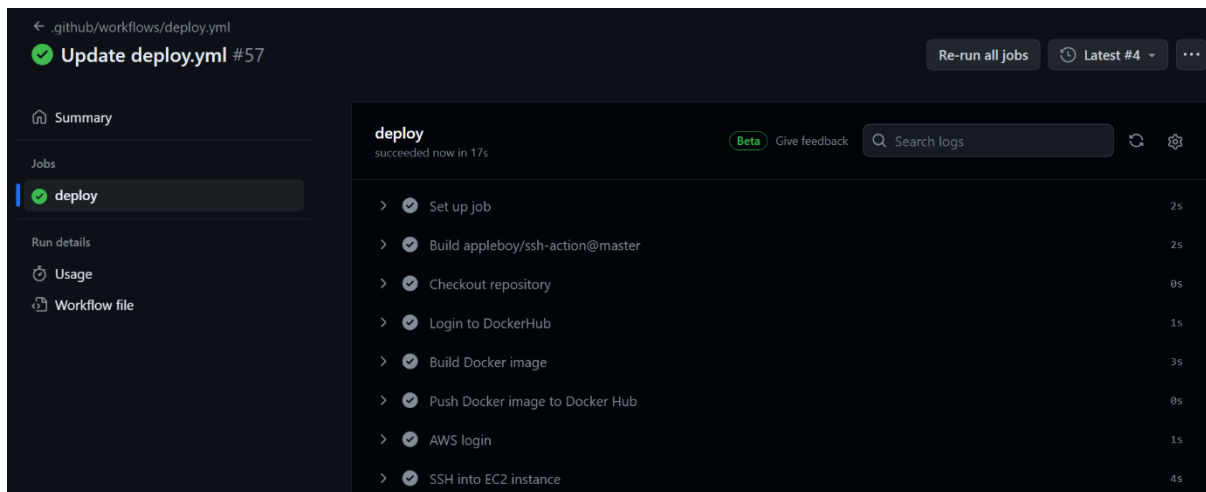 ← .github/workflows/deploy.yml
Update deploy.yml #57
Re-run all jobs
Latest #4
...
Summary
Jobs
deploy
Run details
Usage
Workflow file
deploy
succeeded now in 17s
Beta Give feedback
Search logs
Set up job 2s
Build appleboy/ssh-action@master 2s
Checkout repository 0s
Login to DockerHub 1s
Build Docker image 3s
Push Docker image to Docker Hub 0s
AWS login 1s
SSH into EC2 instance 4s